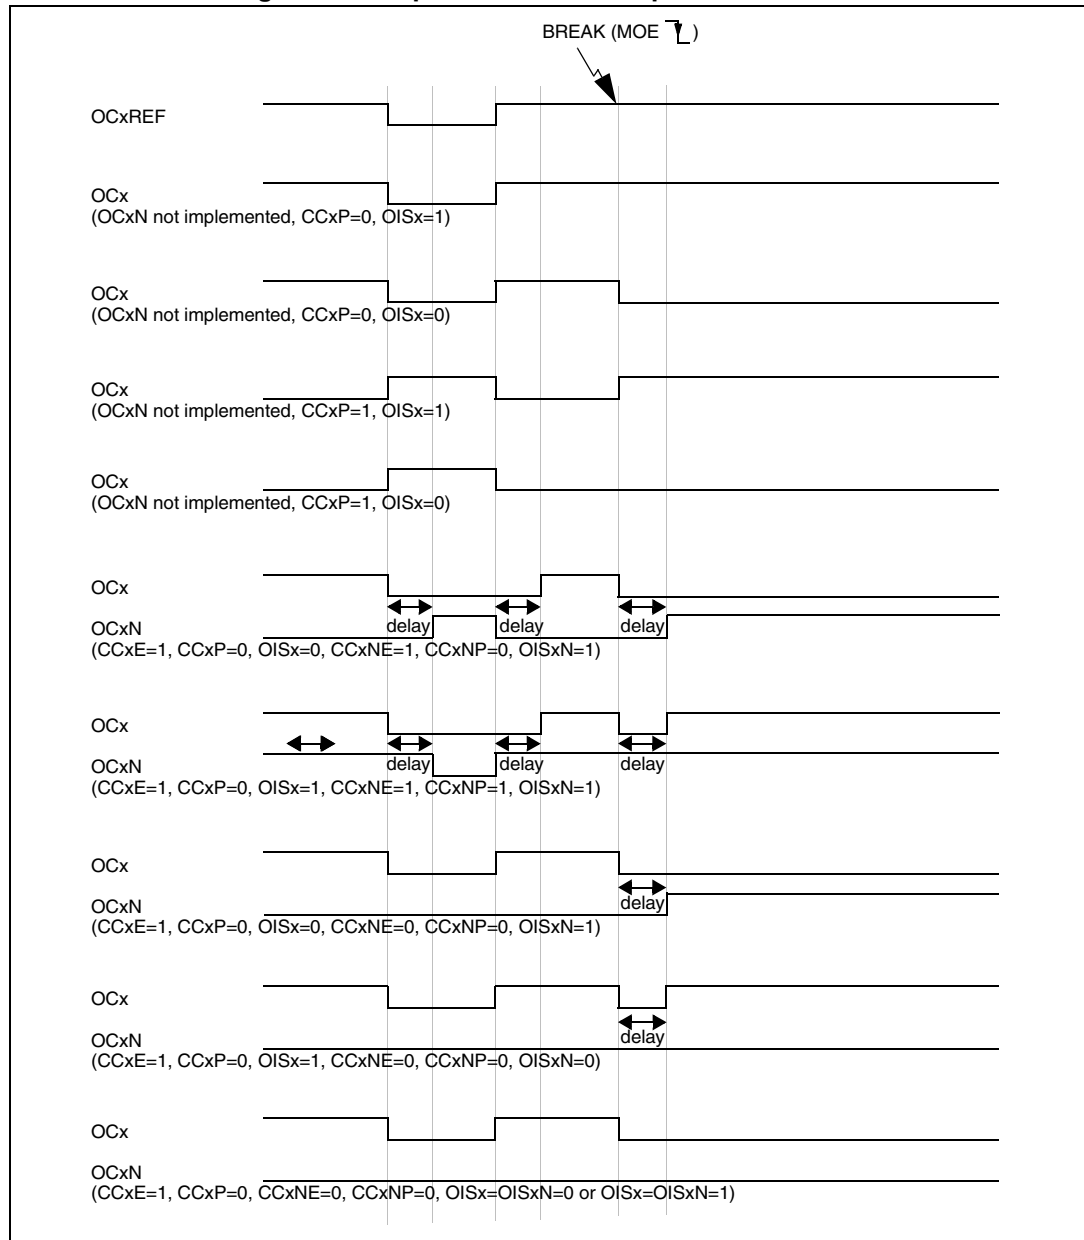 BREAK (MOE )
OCxREF
OCx
(OCxN not implemented, CCxP=0, OISx=1)
OCx
(OCxN not implemented, CCxP=0, OISx=0)
OCx
(OCxN not implemented, CCxP=1, OISx=1)
OCx
(OCxN not implemented, CCxP=1, OISx=0)
OCx
delay delay delay
OCxN
(CCxE=1, CCxP=0, OISx=0, CCxNE=1, CCxNP=0, OISxN=1)
OCx
delay delay delay
OCxN
(CCxE=1, CCxP=0, OISx=1, CCxNE=1, CCxNP=1, OISxN=1)
OCx
delay
OCxN
(CCxE=1, CCxP=0, OISx=0, CCxNE=0, CCxNP=0, OISxN=1)
OCx
delay
OCxN
(CCxE=1, CCxP=0, OISx=1, CCxNE=0, CCxNP=0, OISxN=0)
OCx
OCxN
(CCxE=1, CCxP=0, CCxNE=0, CCxNP=0, OISx=OISxN=0 or OISx=OISxN=1)